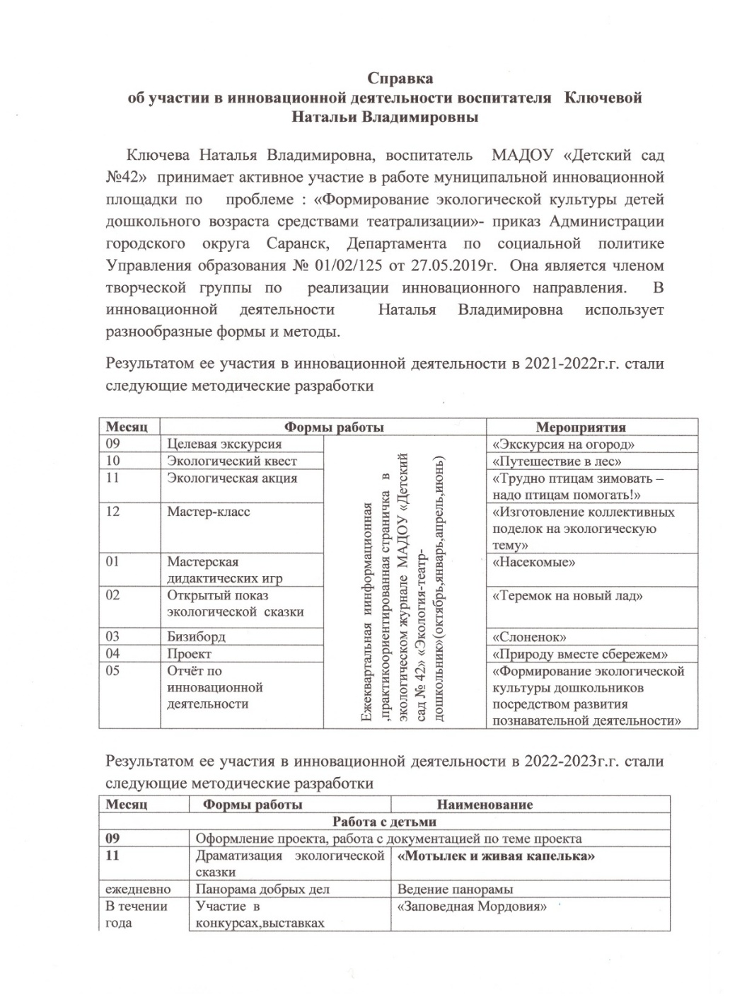 Справка
об участии в инновационной деятельности воспитателя Ключевой
Натальи Владимировны
Ключева Наталья Владимировна, воспитатель МАДОУ «Детский сад
№42» принимает активное участие в работе муниципальной инновационной
площадки по проблеме : «Формирование экологической культуры детей
дошкольного возраста средствами театрализации»- приказ Администрации
городского округа Саранск, Департамента по социальной политике
Управления образования № 01/02/125 от 27.05.2019г. Она является членом
творческой группы по реализации инновационного направления. В
инновационной деятельности Наталья Владимировна использует
разнообразные формы и методы.
Результатом ее участия в инновационной деятельности в 2021-2022г.г. стали
следующие методические разработки
Месяц Формы работы Мероприятия
09 Целевая экскурсия «Экскурсия на огород»
10 Экологический квест «Путешествие в лес»
11 Экологическая акция «Трудно птицам зимовать –
надо птицам помогать!»
12 Мастер-класс «Изготовление коллективных
поделок на экологическую
тему»
01 Мастерская «Насекомые»
дидактических игр
02 Открытый показ «Теремок на новый лад»
экологической сказки
03 Бизиборд «Слоненок»
04 Проект «Природу вместе сбережем»
05 Отчёт по «Формирование экологической
инновационной культуры дошкольников
деятельности посредством развития
познавательной деятельности»
Ежеквартальная иинформационная
,практикоориентированная страничка в
экологическом журнале МАДОУ «Детский
сад № 42» «Экология-театр-
дошкольник»(октябрь,январь,апрель,июнь)
Результатом ее участия в инновационной деятельности в 2022-2023г.г. стали
следующие методические разработки
Месяц Формы работы Наименование
Работа с детьми
09 Оформление проекта, работа с документацией по теме проекта
11 Драматизация экологической «Мотылек и живая капелька»
сказки
ежедневно Панорама добрых дел Ведение панорамы
В течении Участие в «Заповедная Мордовия»
года конкурсах,выставках